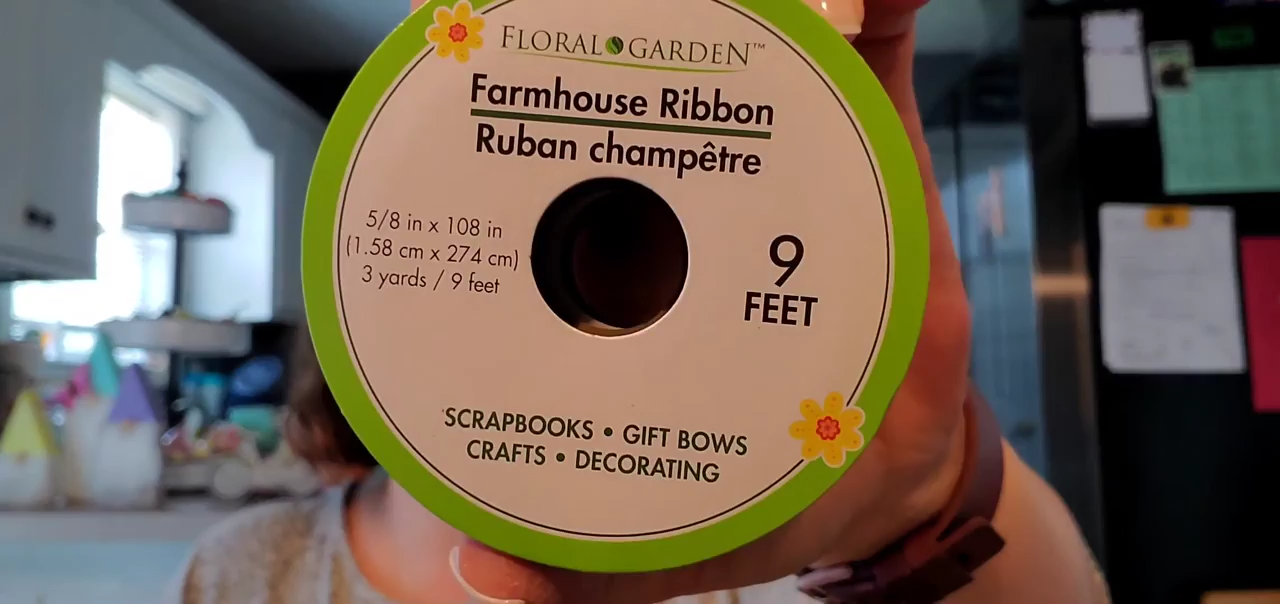 FLORAL GARDEN™
Farmhouse Ribbon
Ruban champêtre
5/8 in x 108 in
(1.58 cm x 274 cm)
3 yards / 9 feet
9
FEET
SCRAPBOOKS • GIFT BOWS
CRAFTS • DECORATING